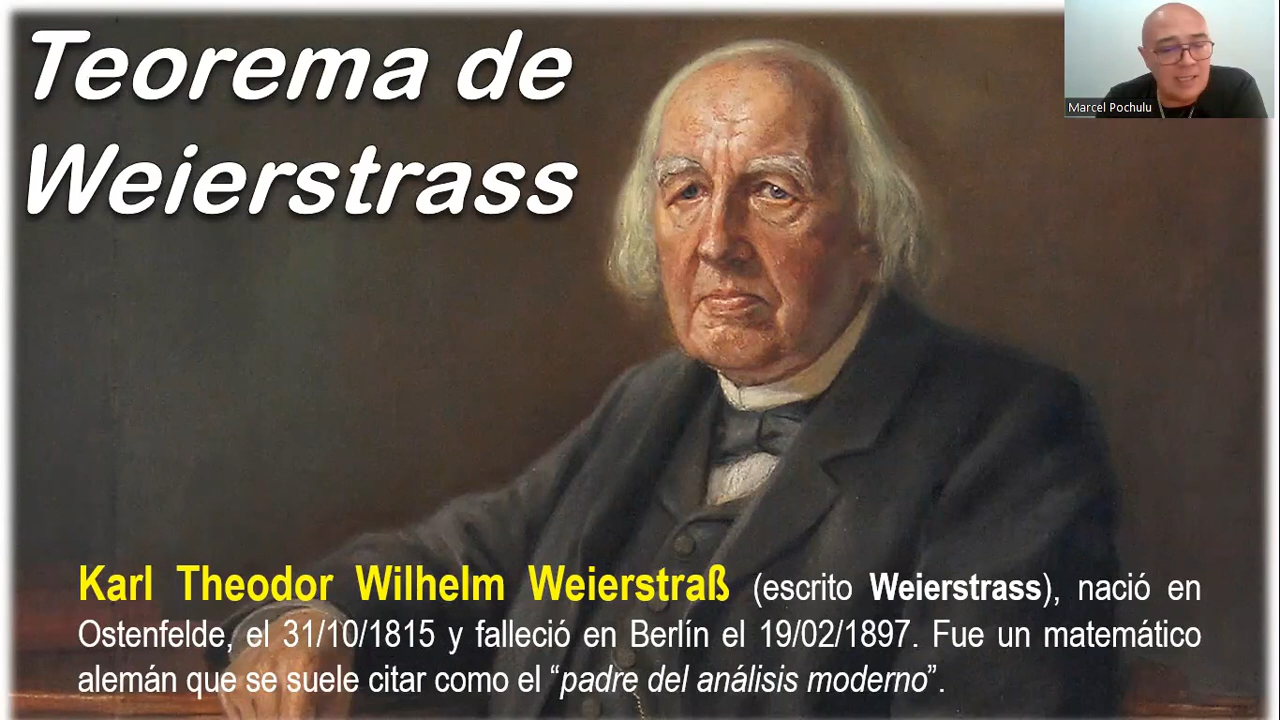 Teorema de
Weierstrass
Marcel Pochulu
Karl Theodor Wilhelm Weierstraß (escrito Weierstrass), nació en
Ostenfelde, el 31/10/1815 y falleció en Berlín el 19/02/1897. Fue un matemático
alemán que se suele citar como el “padre del análisis moderno”.